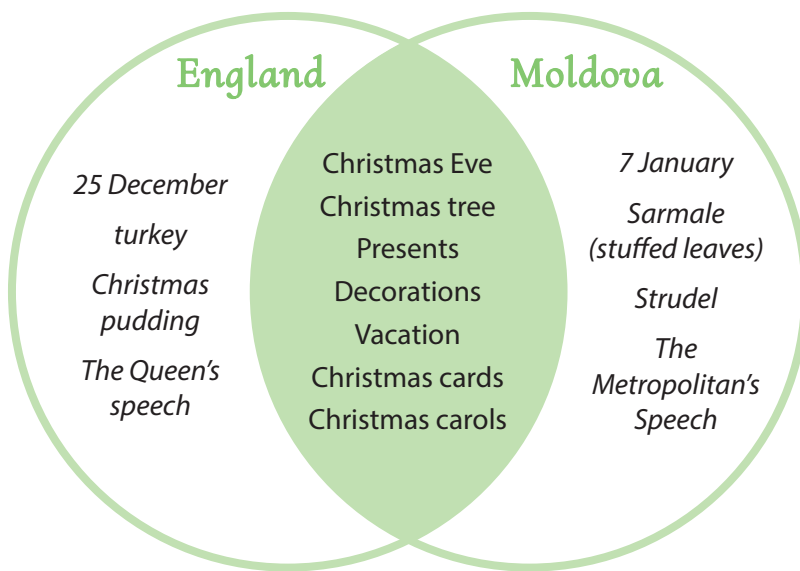 England
25 December
turkey
Christmas
pudding
The Queen's
speech
Christmas Eve
Christmas tree
Presents
Decorations
Vacation
Christmas cards
Christmas carols
Moldova
7 January
Sarmale
(stuffed leaves)
Strudel
The
Metropolitan's
Speech